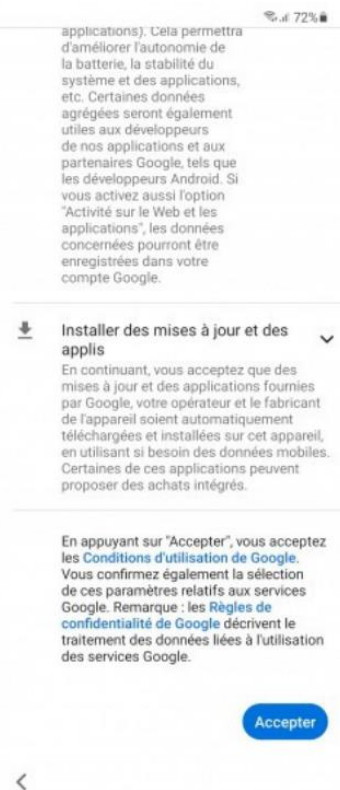 72%
applications). Cela permettra
d'améliorer l'autonomie de
la batterie, la stabilité du
système et des applications,
etc. Certaines données
agrégées seront également
utiles aux développeurs
de nos applications et aux
partenaires Google, tels que
les développeurs Android. Si
vous activez aussi l'option
"Activité sur le Web et les
applications", les données
concernées pourront être
enregistrées dans votre
compte Google.
Installer des mises à jour et des
applis
En continuant, vous acceptez que des
mises à jour et des applications fournies
par Google, votre opérateur et le fabricant
de l'appareil soient automatiquement
téléchargées et installées sur cet appareil,
en utilisant si besoin des données mobiles.
Certaines de ces applications peuvent
proposer des achats intégrés.
En appuyant sur "Accepter", vous acceptez
les Conditions d'utilisation de Google.
Vous confirmez également la sélection
de ces paramètres relatifs aux services
Google. Remarque : les Règles de
confidentialité de Google décrivent le
traitement des données liées à l'utilisation
des services Google.
Accepter